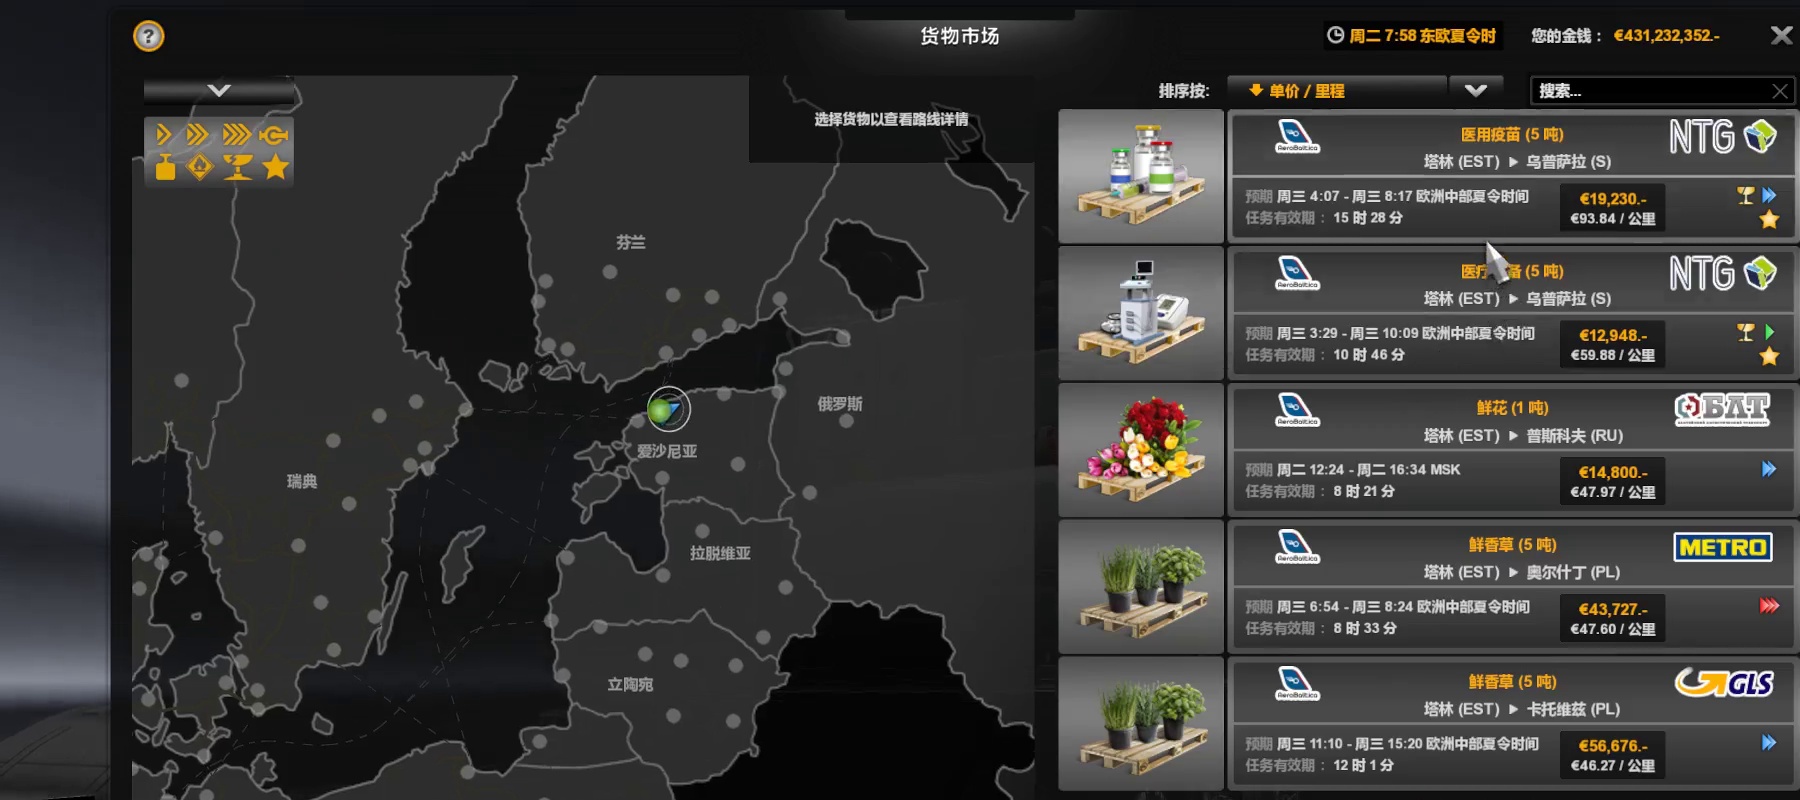 ?
货物市场
周二 7:58 东欧夏令时
您的金钱： €431,232,352.-
选择货物以查看路线详情
排序按:
单价 / 里程
搜索...
芬兰
俄罗斯
爱沙尼亚
瑞典
拉脱维亚
立陶宛
AeroBaltica
医用疫苗 (5 吨)
NTG
塔林 (EST) ▶ 乌普萨拉 (S)
预期 周三 4:07 - 周三 8:17 欧洲中部夏令时间
€19,230.-
任务有效期： 15 时 28 分
€93.84 / 公里
AeroBaltica
医疗 备 (5 吨)
NTG
塔林 (EST) ▶ 乌普萨拉 (S)
预期 周三 3:29 - 周三 10:09 欧洲中部夏令时间
€12,948.-
任务有效期： 10 时 46 分
€59.88 / 公里
AeroBaltica
鲜花 (1 吨)
БЛТ
塔林 (EST) ▶ 普斯科夫 (RU)
预期 周二 12:24 - 周二 16:34 MSK
€14,800.-
任务有效期： 8 时 21 分
€47.97 / 公里
AeroBaltica
鲜香草 (5 吨)
METRO
塔林 (EST) ▶ 奥尔什丁 (PL)
预期 周三 6:54 - 周三 8:24 欧洲中部夏令时间
€43,727.-
任务有效期： 8 时 33 分
€47.60 / 公里
AeroBaltica
鲜香草 (5 吨)
GLS
塔林 (EST) ▶ 卡托维兹 (PL)
预期 周三 11:10 - 周三 15:20 欧洲中部夏令时间
€56,676.-
任务有效期： 12 时 1 分
€46.27 / 公里